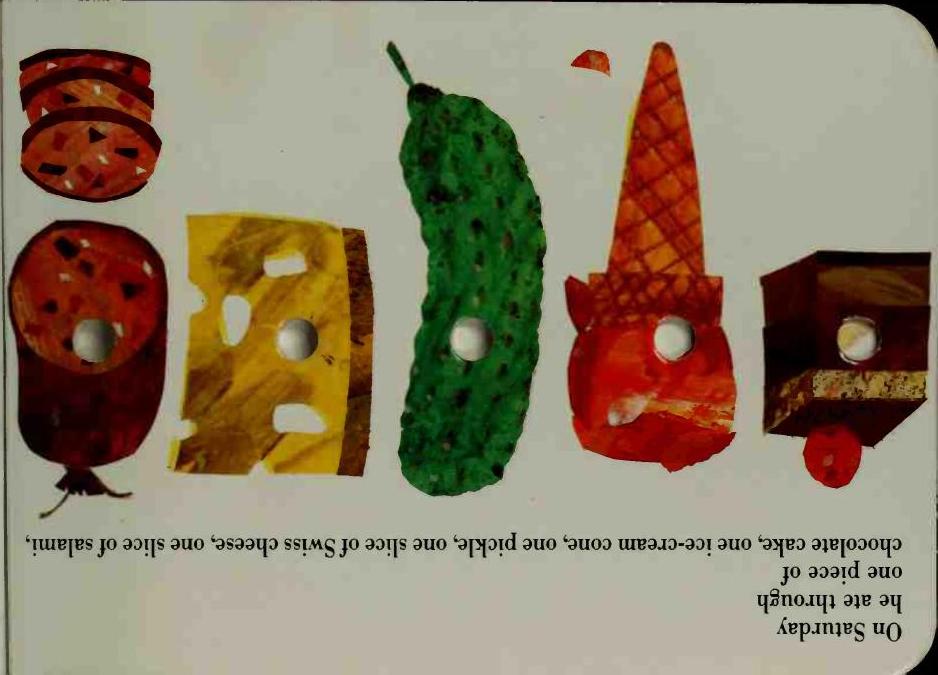 On Saturday
he ate through
one piece of
chocolate cake, one ice-cream cone, one pickle, one slice of Swiss cheese, one slice of salami,